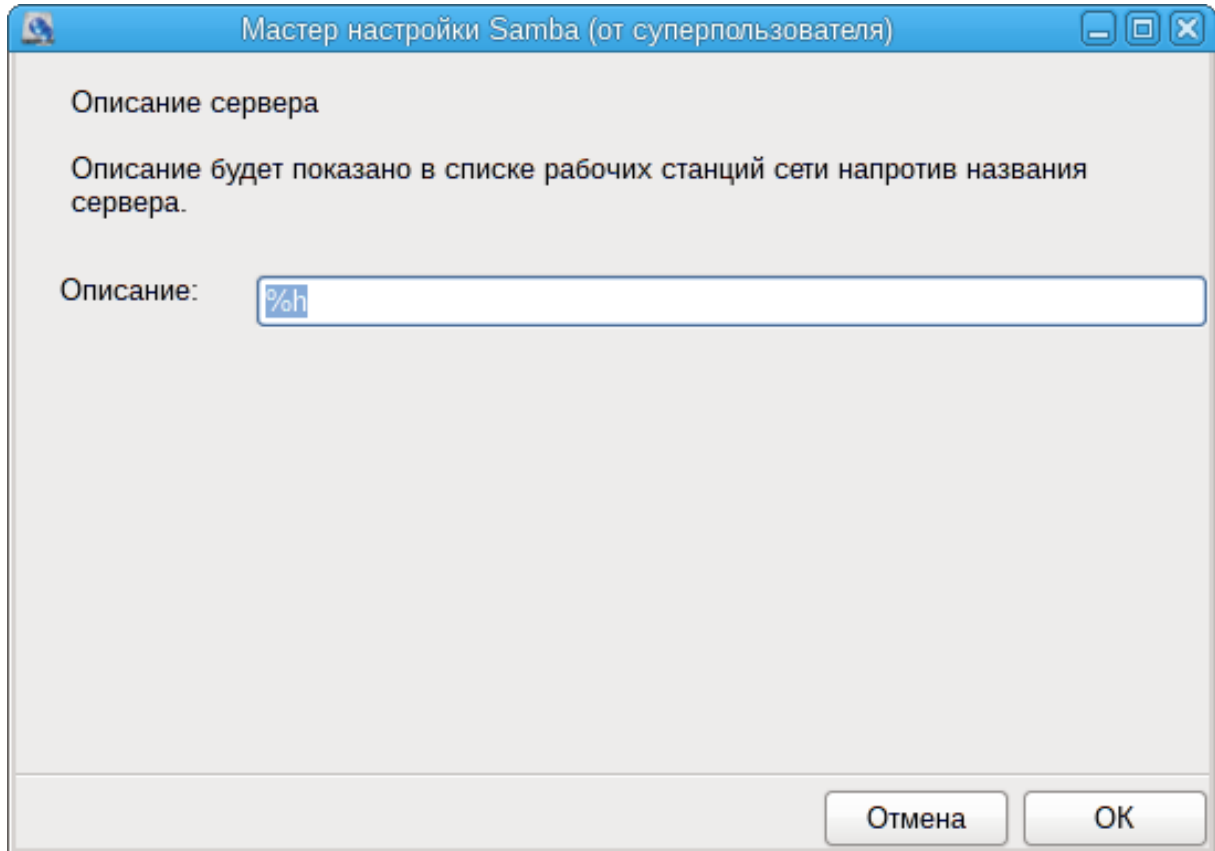 Мастер настройки Samba (от суперпользователя)
Описание сервера
Описание будет показано в списке рабочих станций сети напротив названия
сервера.
Описание: %h
Отмена OK